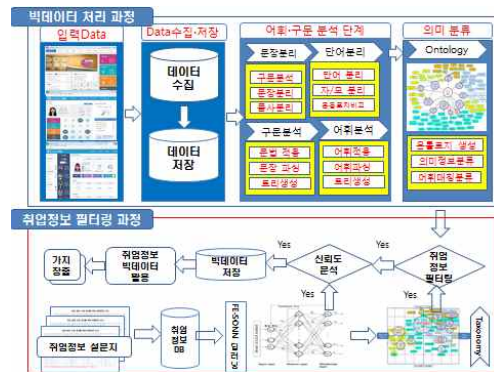 빅데이터 처리 과정
입력Data
Data수집·저장
어휘·구문 분석 단계
의미 분류
데이터
수집
데이터
저장
문장분리
단어분리
구문분석
문장분리
품사분리
단어 분리
자/모 분리
구문분석
어휘분석
문법 적용
문장 파싱
트리생성
어휘적용
어휘파싱
트리생성
Ontology
온톨로지 생성
의미정보분류
어휘매칭분류
취업정보 필터링 과정
가치
창출
취업정보
빅데이터
활용
빅데이터
저장
Yes
신뢰도
분석
Yes
취업
정보
필터링
Yes
Yes
취업정보 설문지
취업
정보
DB
Taxonomy